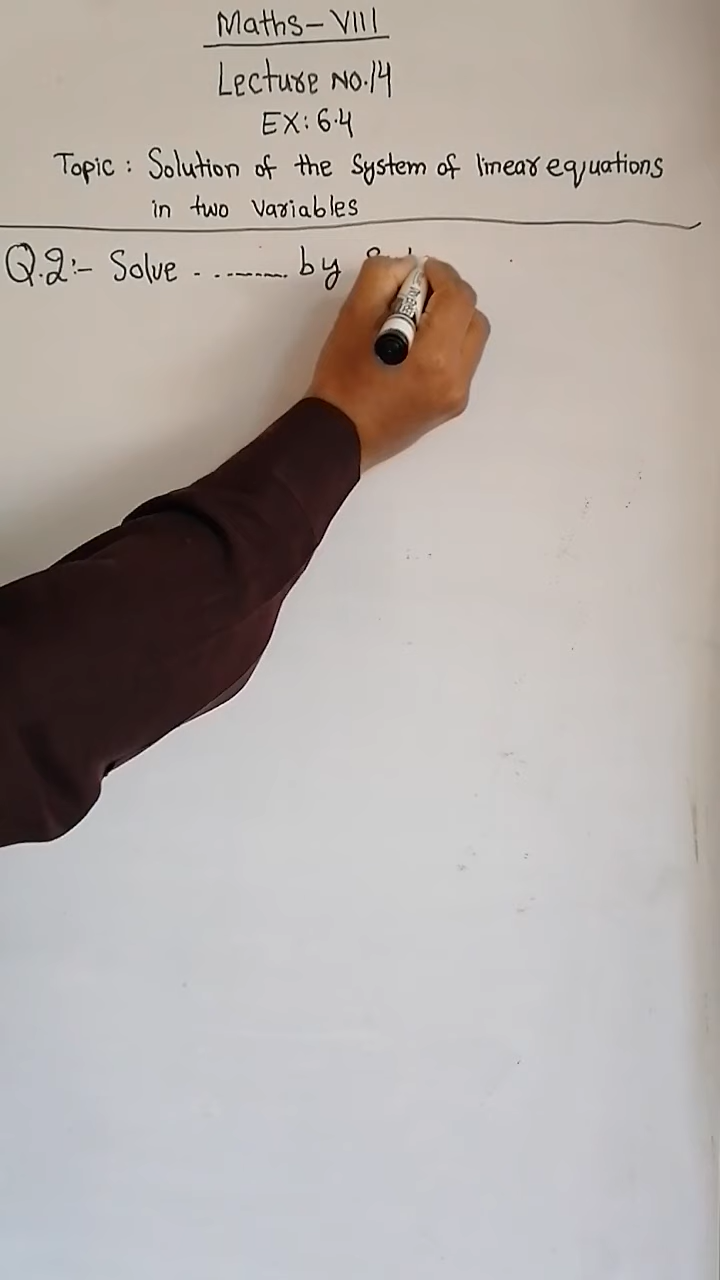 Maths-VIII
Lecture No.14
EX: 6.4
Topic: Solution of the System of linear equations
in two variables
Q.2:- Solve ........... by